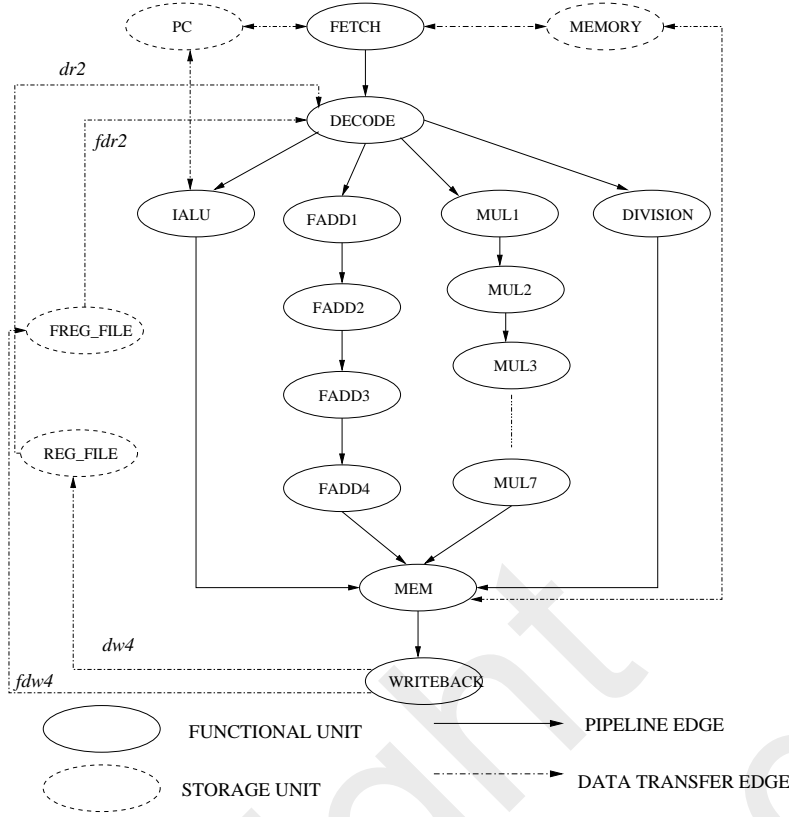 PC
FETCH
MEMORY
dr2
DECODE
fdr2
IALU
FADD1
MUL1
DIVISION
FADD2
MUL2
FREG_FILE
FADD3
MUL3
REG_FILE
FADD4
MUL7
MEM
dw4
fdw4
WRITEBACK
FUNCTIONAL UNIT
PIPELINE EDGE
STORAGE UNIT
DATA TRANSFER EDGE